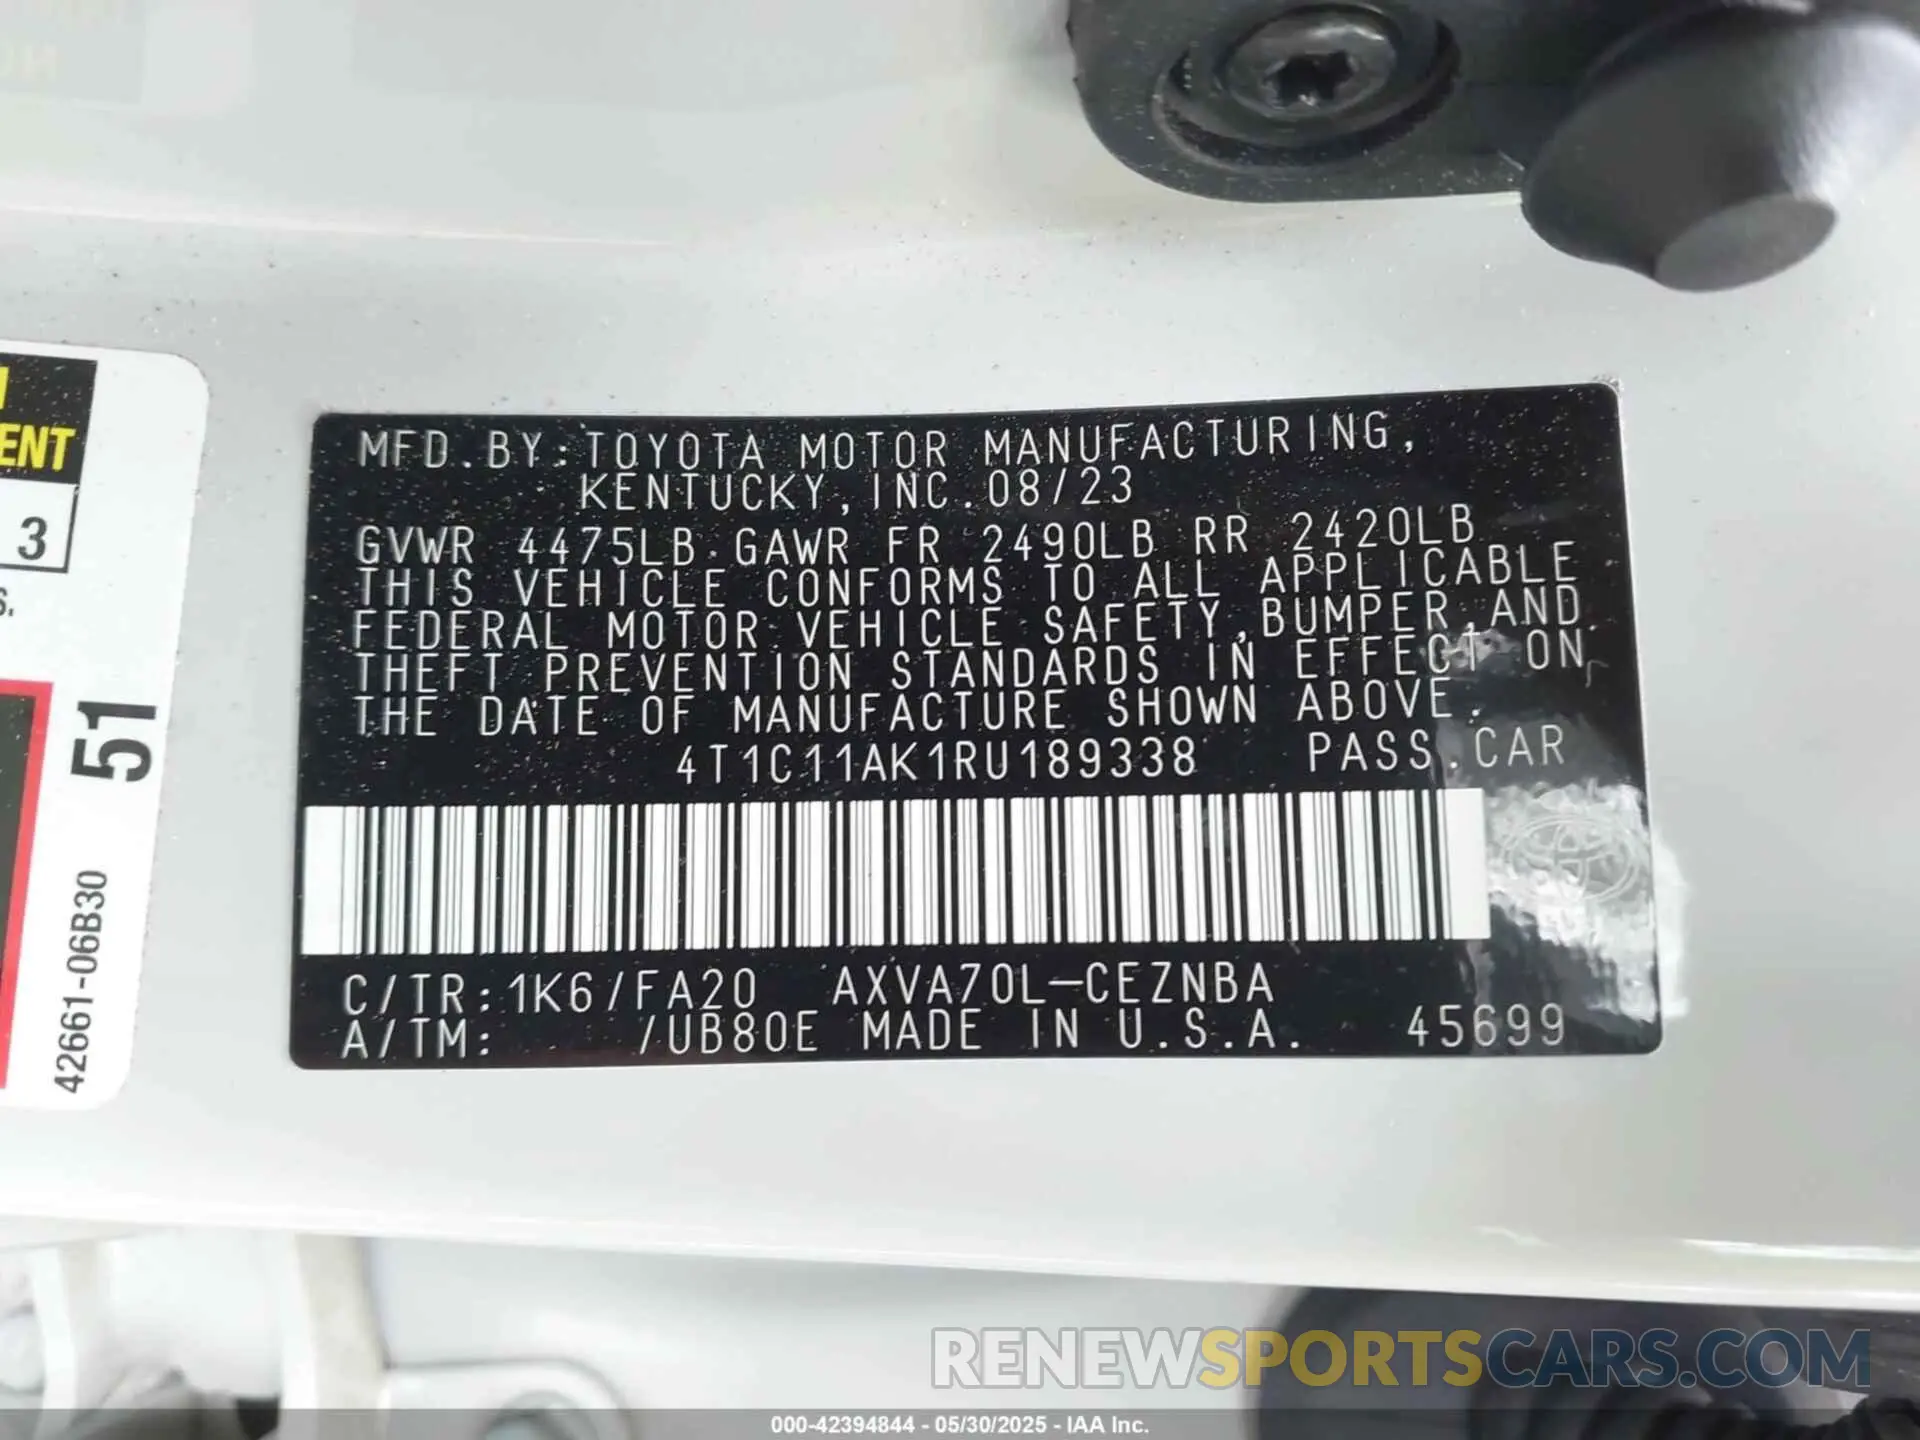 MFD.BY:TOYOTA MOTOR MANUFACTURING,
KENTUCKY,INC.08/23
GVWR 4475LB GAWR FR 2490LB RR 2420LB
THIS VEHICLE CONFORMS TO ALL APPLICABLE
FEDERAL MOTOR VEHICLE SAFETY,BUMPER,AND
THEFT PREVENTION STANDARDS IN EFFECT ON
THE DATE OF MANUFACTURE SHOWN ABOVE.
4T1C11AK1RU189338 PASS.CAR
C/TR:1K6/FA20 AXVA70L-CEZNBA
A/TM: /UB80E MADE IN U.S.A. 45699
ENT
3
S.
51
42661-06B30
RENEWSPORTSCARS.COM
000-42394844 - 05/30/2025 - IAA Inc.